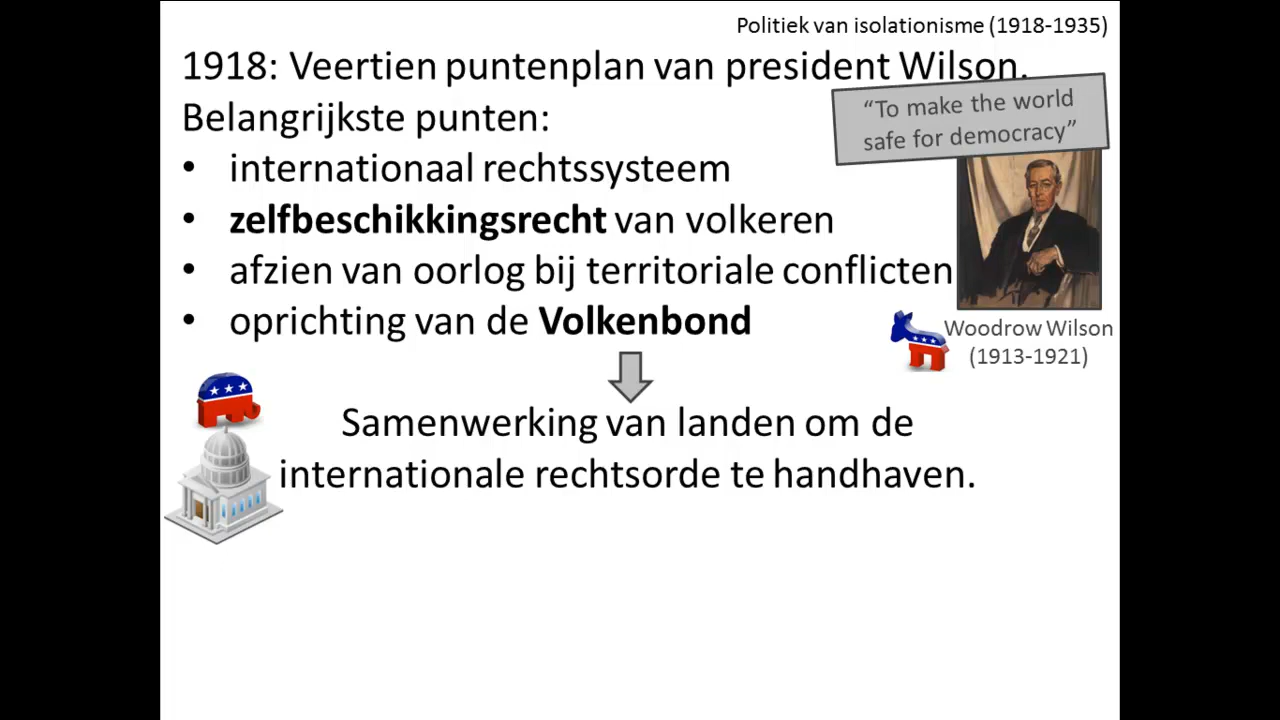 Politiek van isolationisme (1918-1935)
1918: Veertien puntenplan van president Wilson.
Belangrijkste punten:
“To make the world
safe for democracy”
• internationaal rechtssysteem
• zelfbeschikkingsrecht van volkeren
• afzien van oorlog bij territoriale conflicten
• oprichting van de Volkenbond
Woodrow Wilson
(1913-1921)
Samenwerking van landen om de
internationale rechtsorde te handhaven.